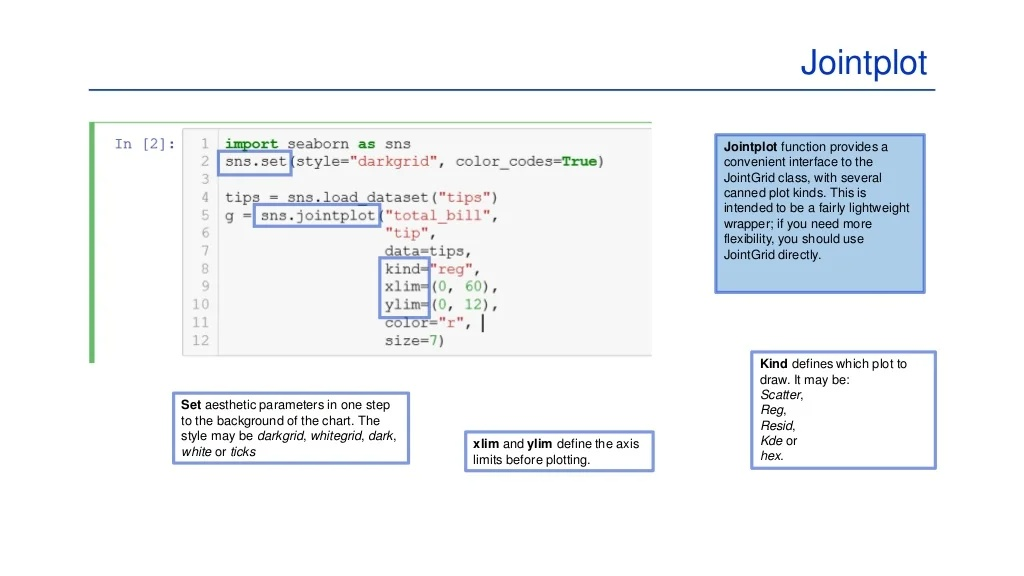 Jointplot
In [2]:
1 import seaborn as sns
2 sns.set(style="darkgrid", color_codes=True)
3
4 tips = sns.load_dataset("tips")
5 g = sns.jointplot("total_bill",
6 "tip",
7 data=tips,
8 kind="reg",
9 xlim=(0, 60),
10 ylim=(0, 12),
11 color="r",
12 size=7)
Jointplot function provides a
convenient interface to the
JointGrid class, with several
canned plot kinds. This is
intended to be a fairly lightweight
wrapper; if you need more
flexibility, you should use
JointGrid directly.
Set aesthetic parameters in one step
to the background of the chart. The
style may be darkgrid, whitegrid, dark,
white or ticks
xlim and ylim define the axis
limits before plotting.
Kind defines which plot to
draw. It may be:
Scatter,
Reg,
Resid,
Kde or
hex.